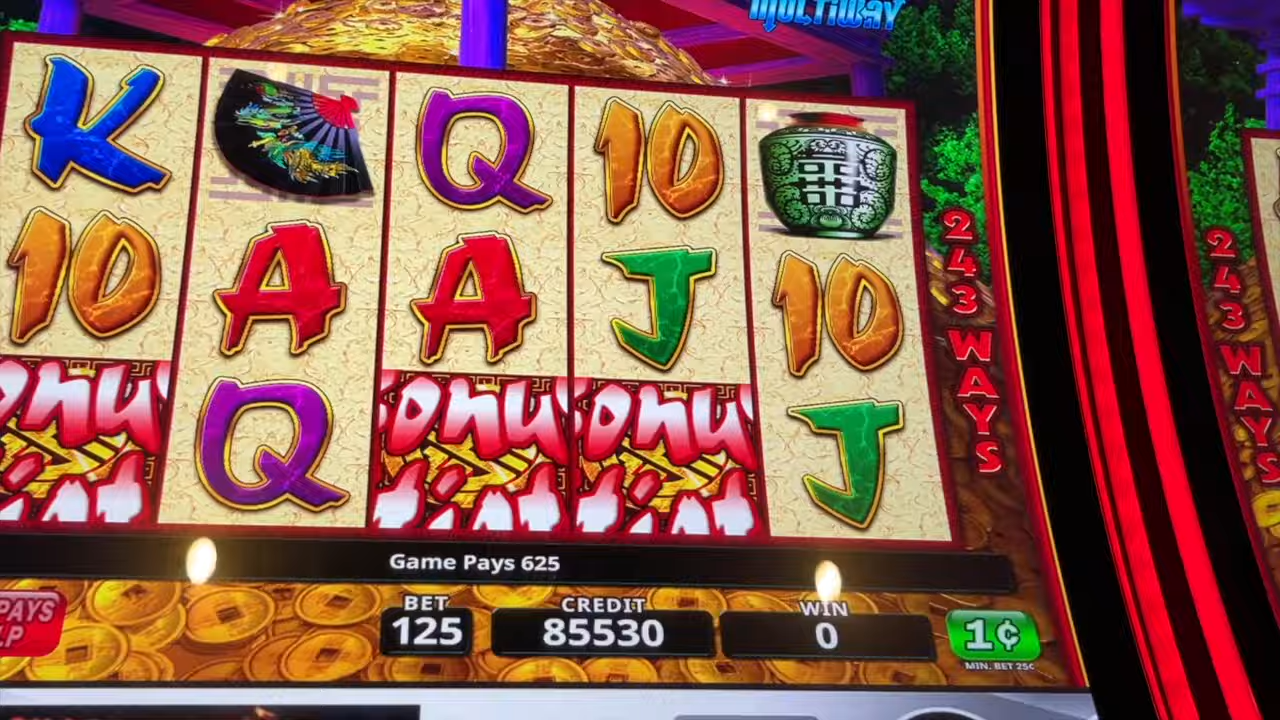 MULTIWAY
K Q 10
10 A A J 10
Q J
Game Pays 625
BET CREDIT WIN
125 85530 0
1¢
MIN. BET 25¢
PAYS
243 WAYS
243 WAYS